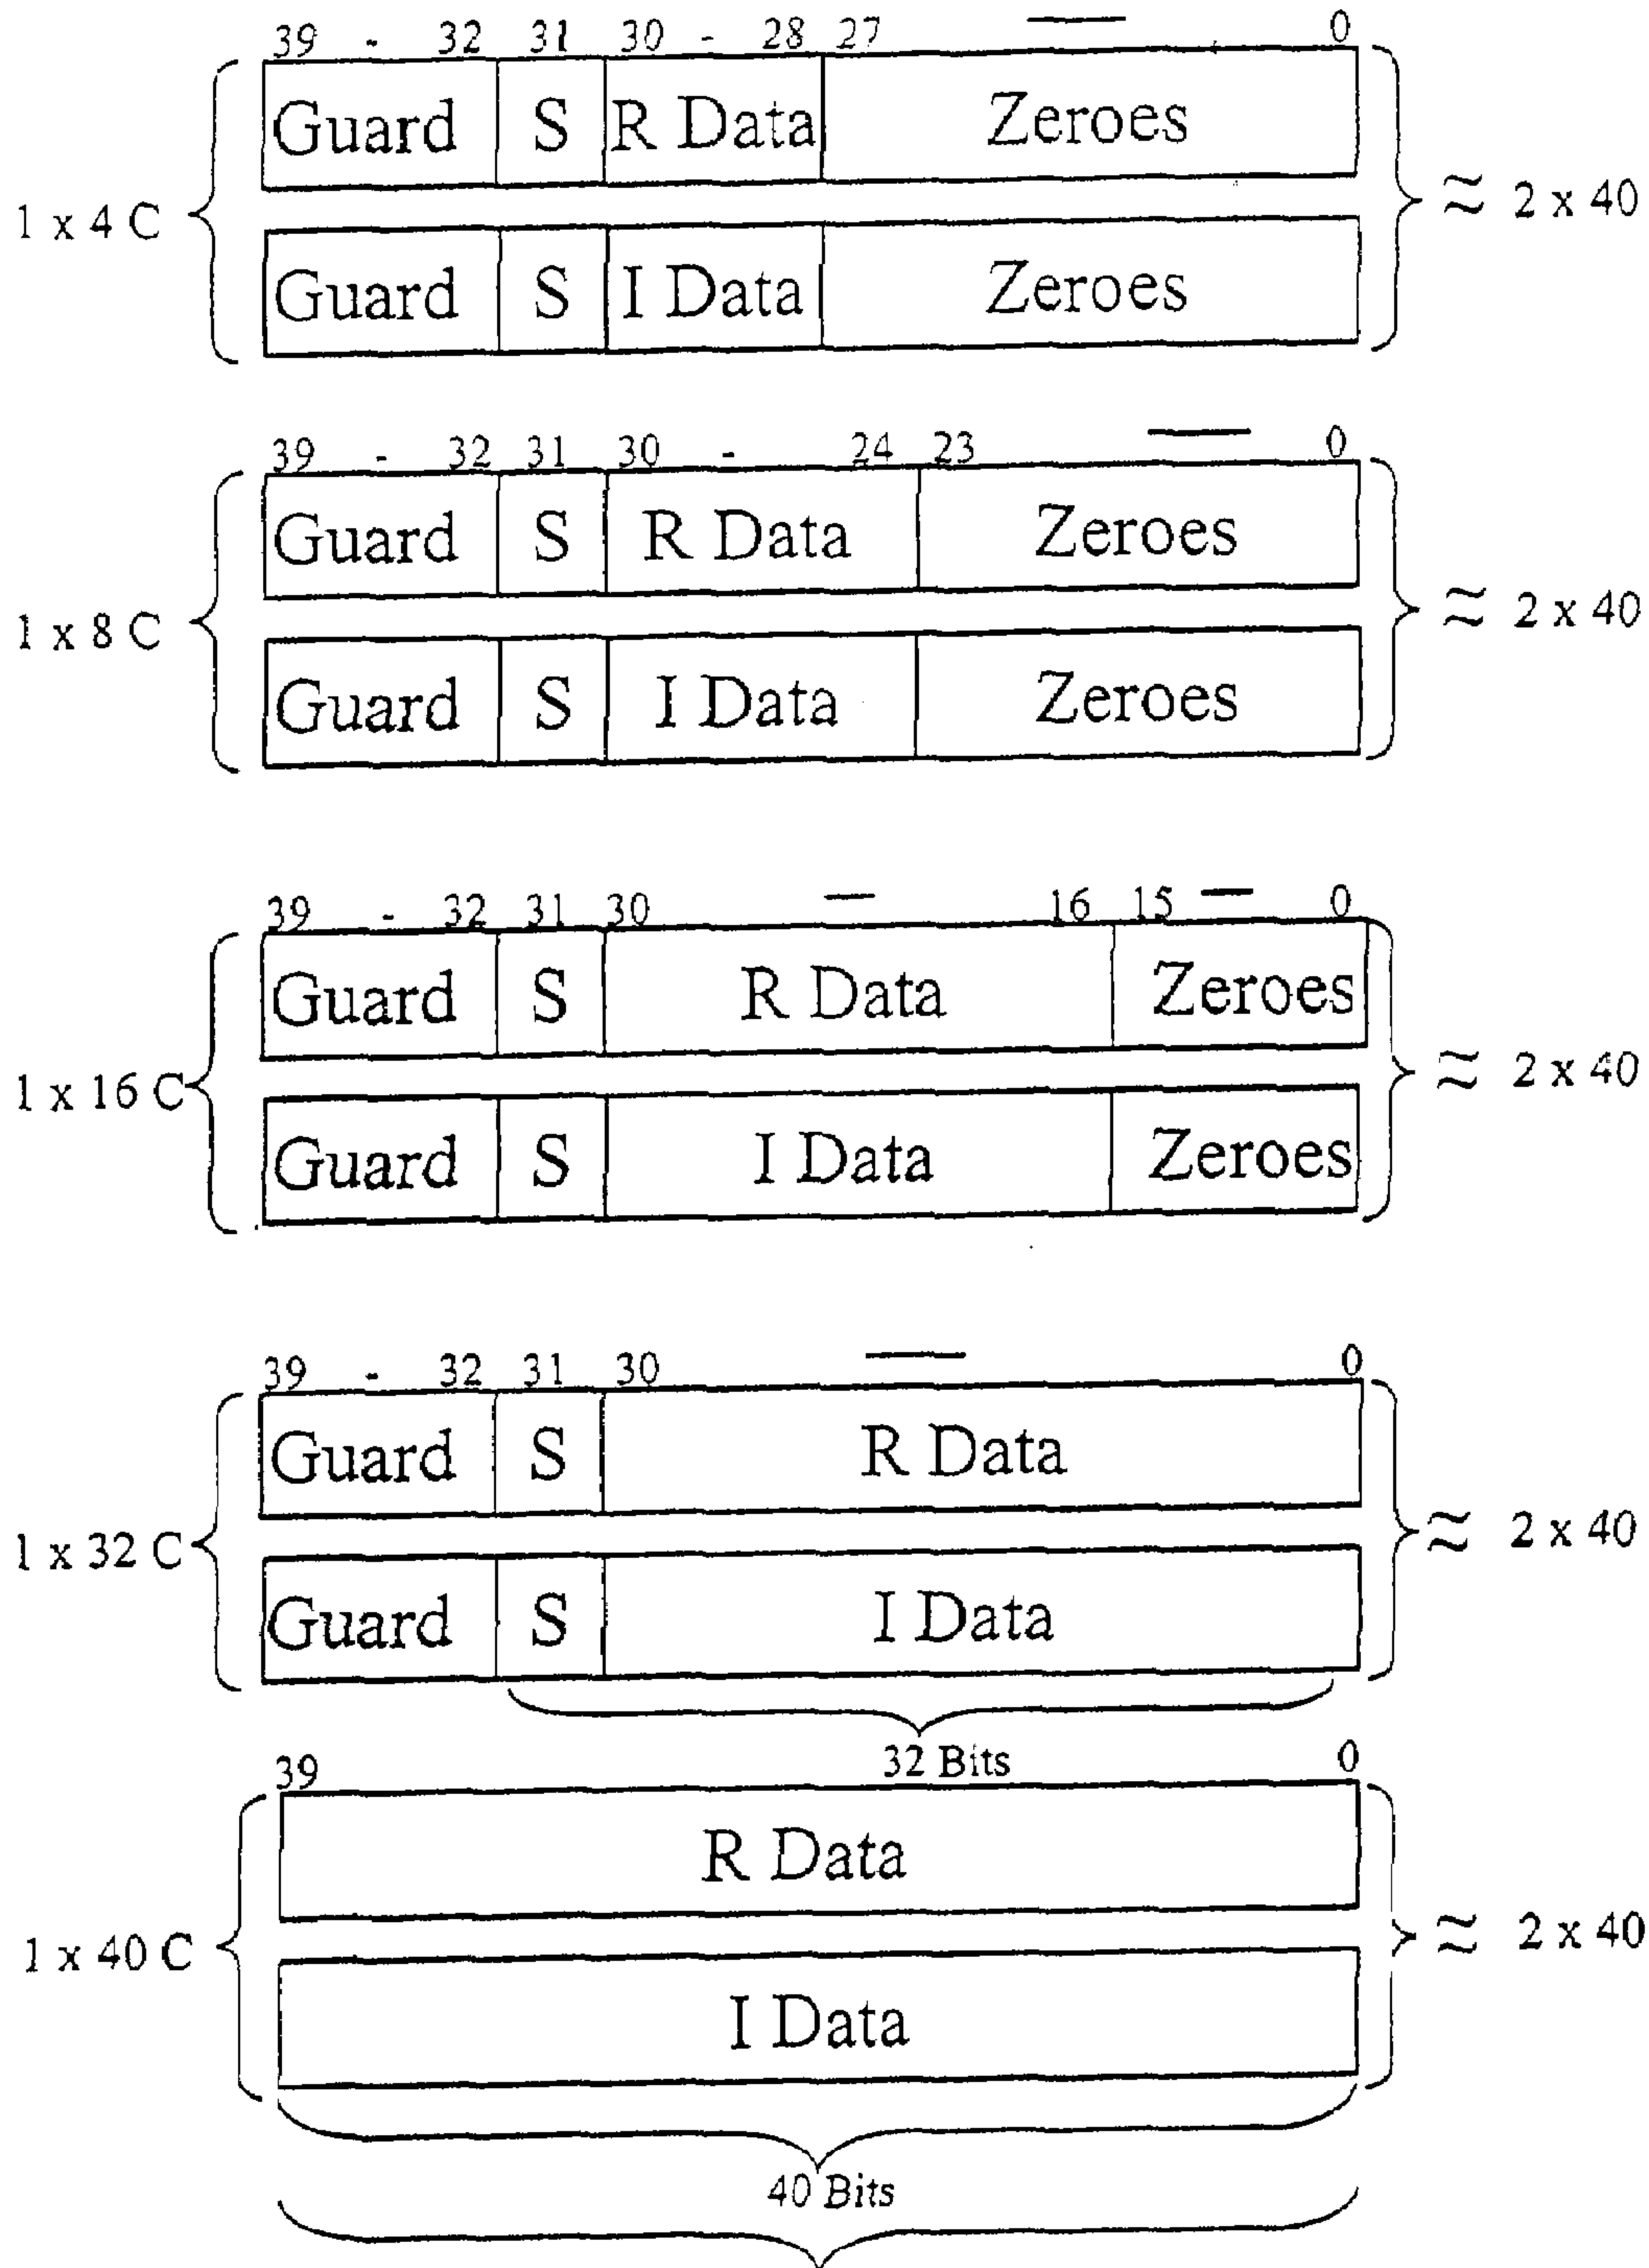 39 - 32 31 30 - 28 27 — 0
Guard S R Data Zeroes
1 x 4 C ≈ 2 x 40
Guard S I Data Zeroes
39 - 32 31 30 - 24 23 — 0
Guard S R Data Zeroes
1 x 8 C ≈ 2 x 40
Guard S I Data Zeroes
39 - 32 31 30 — 16 15 — 0
Guard S R Data Zeroes
1 x 16 C ≈ 2 x 40
Guard S I Data Zeroes
39 - 32 31 30 — 0
Guard S R Data
1 x 32 C ≈ 2 x 40
Guard S I Data
32 Bits
39 0
R Data
1 x 40 C ≈ 2 x 40
I Data
40 Bits